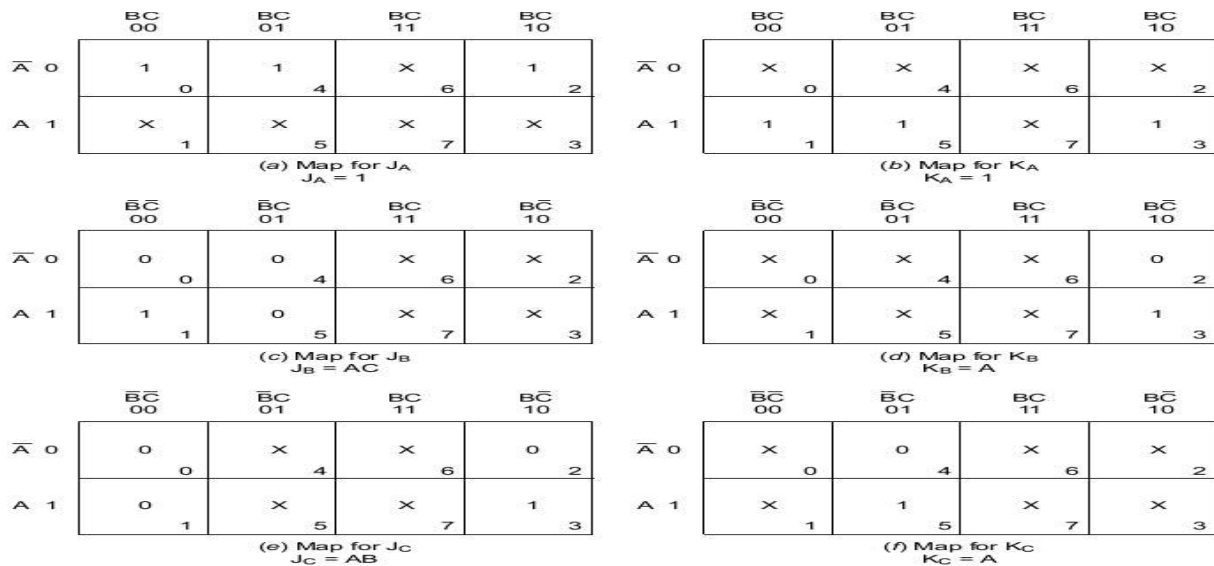 BC BC BC BC
00 01 11 10
A̅ 0 1 1 X 1
0 4 6 2
A 1 X X X X
1 5 7 3
(a) Map for J_A
J_A = 1
BC BC BC BC
00 01 11 10
A̅ 0 X X X X
0 4 6 2
A 1 1 1 X 1
1 5 7 3
(b) Map for K_A
K_A = 1
B̅C̅ B̅C BC BC̅
00 01 11 10
A̅ 0 0 0 X X
0 4 6 2
A 1 1 0 X X
1 5 7 3
(c) Map for J_B
J_B = AC
B̅C̅ B̅C BC BC̅
00 01 11 10
A̅ 0 X X X 0
0 4 6 2
A 1 X X X 1
1 5 7 3
(d) Map for K_B
K_B = A
B̅C̅ B̅C BC BC̅
00 01 11 10
A̅ 0 0 X X 0
0 4 6 2
A 1 0 X X 1
1 5 7 3
(e) Map for J_C
J_C = AB
B̅C̅ B̅C BC BC̅
00 01 11 10
A̅ 0 X 0 X X
0 4 6 2
A 1 X 1 X X
1 5 7 3
(f) Map for K_C
K_C = A